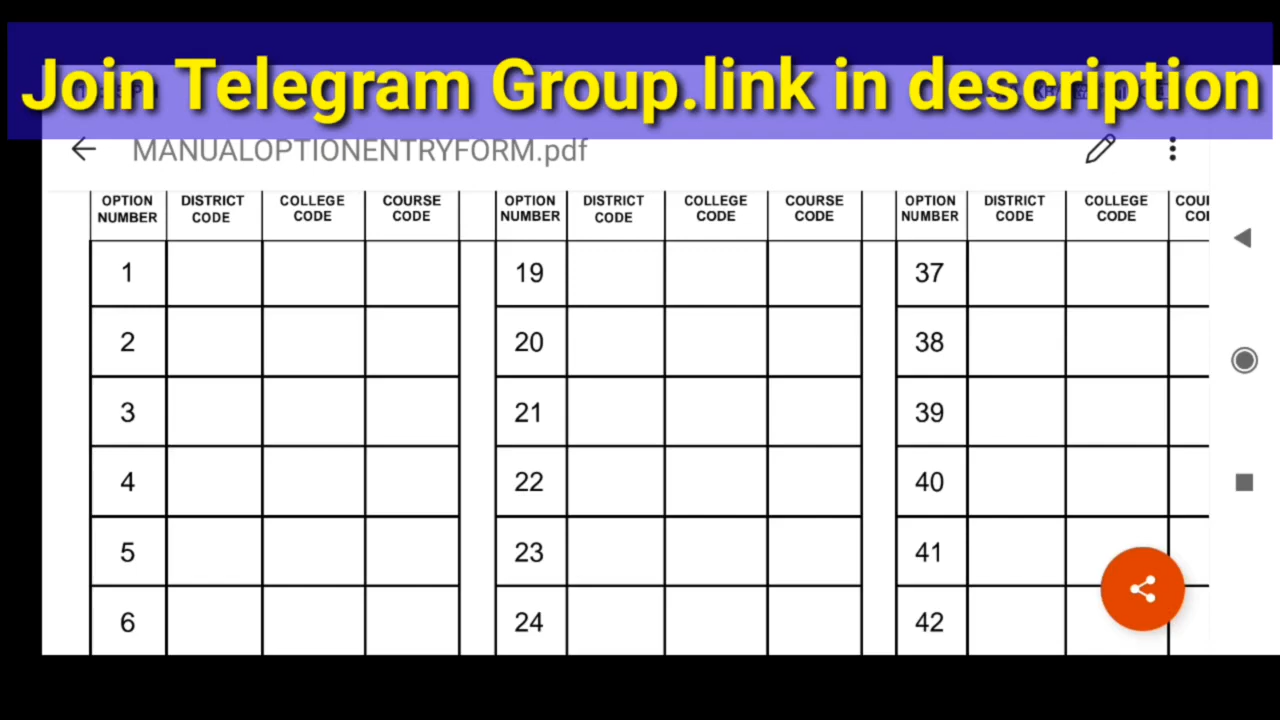 Join Telegram Group.link in description
MANUALOPTIONENTRYFORM.pdf
OPTION NUMBER DISTRICT CODE COLLEGE CODE COURSE CODE OPTION NUMBER DISTRICT CODE COLLEGE CODE COURSE CODE OPTION NUMBER DISTRICT CODE COLLEGE CODE COU COI
1 19 37
2 20 38
3 21 39
4 22 40
5 23 41
6 24 42